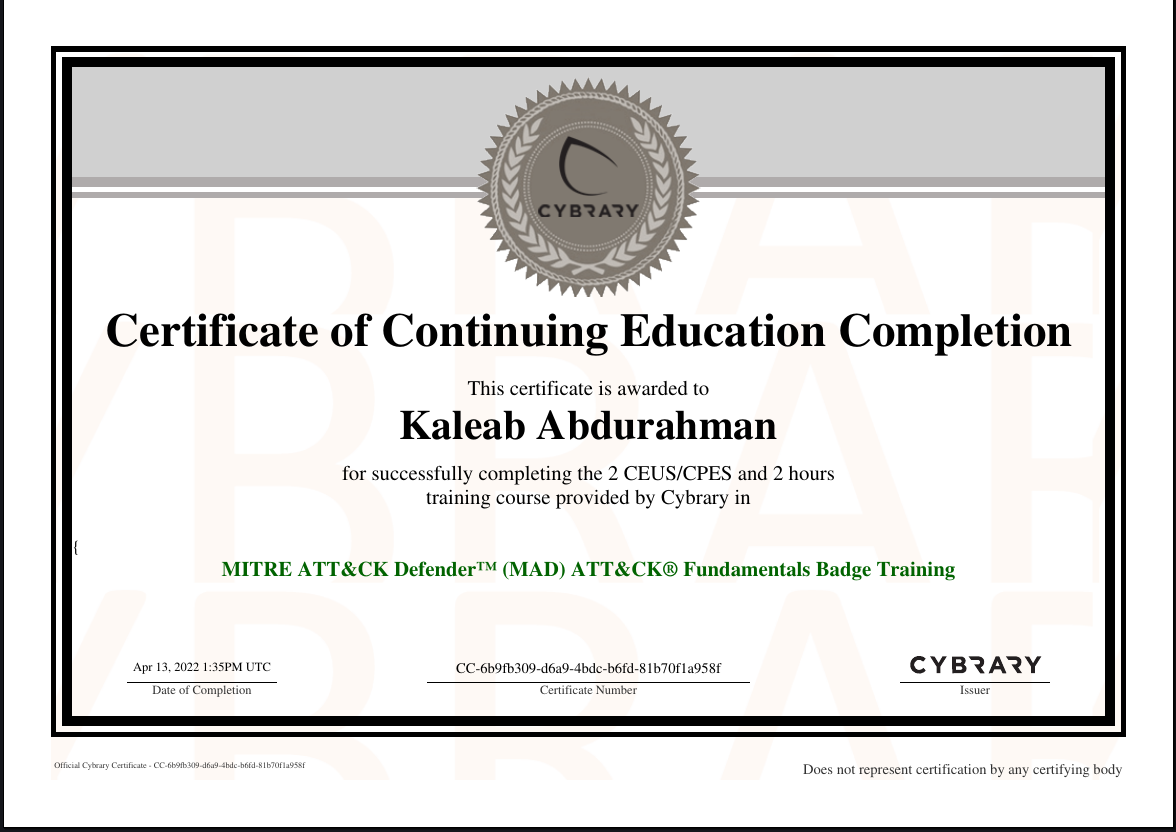 CYBRARY
Certificate of Continuing Education Completion
This certificate is awarded to
Kaleab Abdurahman
for successfully completing the 2 CEUS/CPES and 2 hours
training course provided by Cybrary in
{
MITRE ATT&CK Defender™ (MAD) ATT&CK® Fundamentals Badge Training
Apr 13, 2022 1:35PM UTC
Date of Completion
CC-6b9fb309-d6a9-4bdc-b6fd-81b70f1a958f
Certificate Number
CYBRARY
Issuer
Official Cybrary Certificate - CC-6b9fb309-d6a9-4bdc-b6fd-81b70f1a958f
Does not represent certification by any certifying body